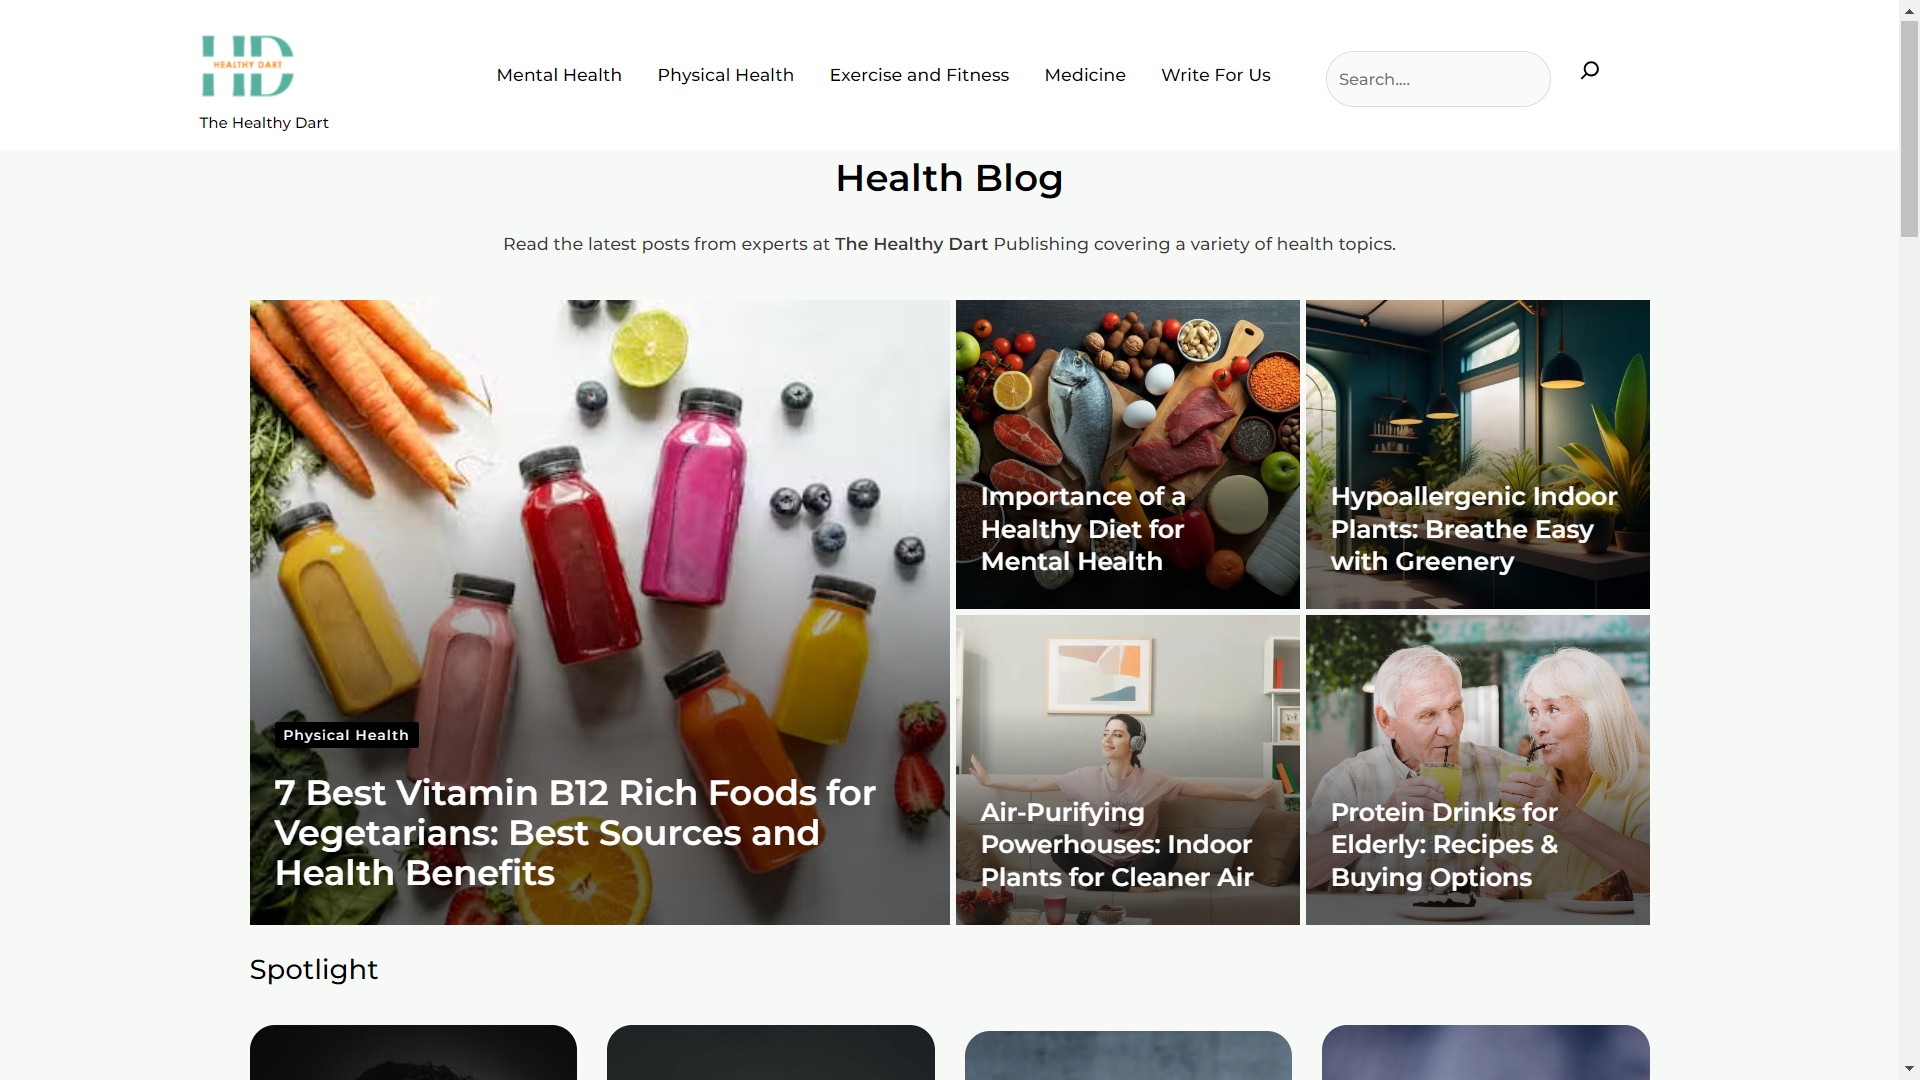 HEALTHY DART
The Healthy Dart
Mental Health
Physical Health
Exercise and Fitness
Medicine
Write For Us
Search....
Health Blog
Read the latest posts from experts at The Healthy Dart Publishing covering a variety of health topics.
Physical Health
7 Best Vitamin B12 Rich Foods for
Vegetarians: Best Sources and
Health Benefits
Importance of a
Healthy Diet for
Mental Health
Hypoallergenic Indoor
Plants: Breathe Easy
with Greenery
Air-Purifying
Powerhouses: Indoor
Plants for Cleaner Air
Protein Drinks for
Elderly: Recipes &
Buying Options
Spotlight